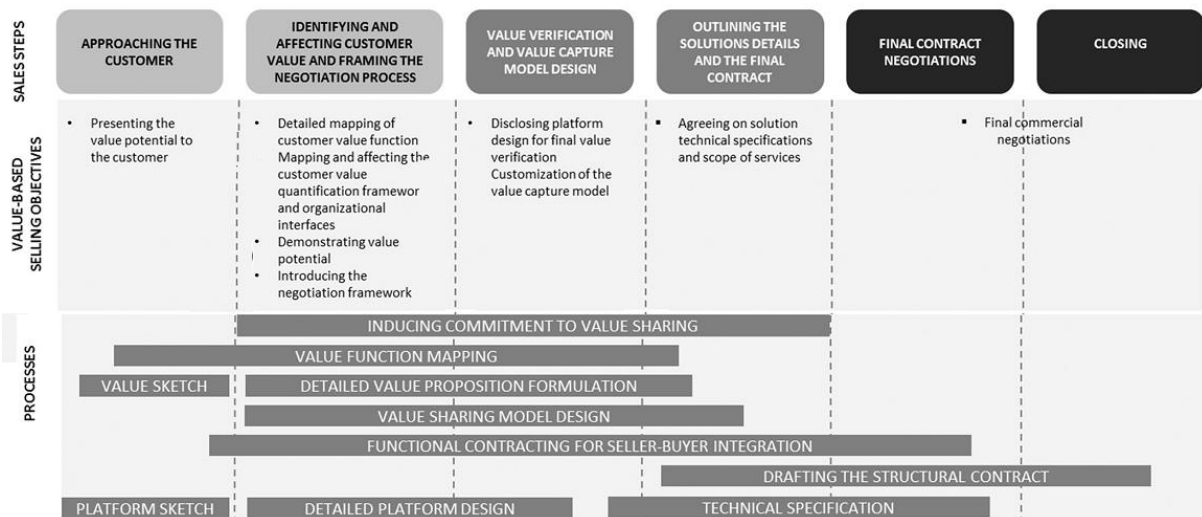 SALES STEPS
APPROACHING THE
CUSTOMER
IDENTIFYING AND
AFFECTING CUSTOMER
VALUE AND FRAMING THE
NEGOTIATION PROCESS
VALUE VERIFICATION
AND VALUE CAPTURE
MODEL DESIGN
OUTLINING THE
SOLUTIONS DETAILS
AND THE FINAL
CONTRACT
FINAL CONTRACT
NEGOTIATIONS
CLOSING
VALUE-BASED
SELLING OBJECTIVES
• Presenting the
value potential to
the customer
• Detailed mapping of
customer value function
Mapping and affecting the
customer value
quantification framewor
and organizational
interfaces
• Demonstrating value
potential
• Introducing the
negotiation framework
• Disclosing platform
design for final value
verification
Customization of the
value capture model
▪ Agreeing on solution
technical specifications
and scope of services
▪ Final commercial
negotiations
PROCESSES
INDUCING COMMITMENT TO VALUE SHARING
VALUE FUNCTION MAPPING
VALUE SKETCH
DETAILED VALUE PROPOSITION FORMULATION
VALUE SHARING MODEL DESIGN
FUNCTIONAL CONTRACTING FOR SELLER-BUYER INTEGRATION
DRAFTING THE STRUCTURAL CONTRACT
PLATFORM SKETCH
DETAILED PLATFORM DESIGN
TECHNICAL SPECIFICATION